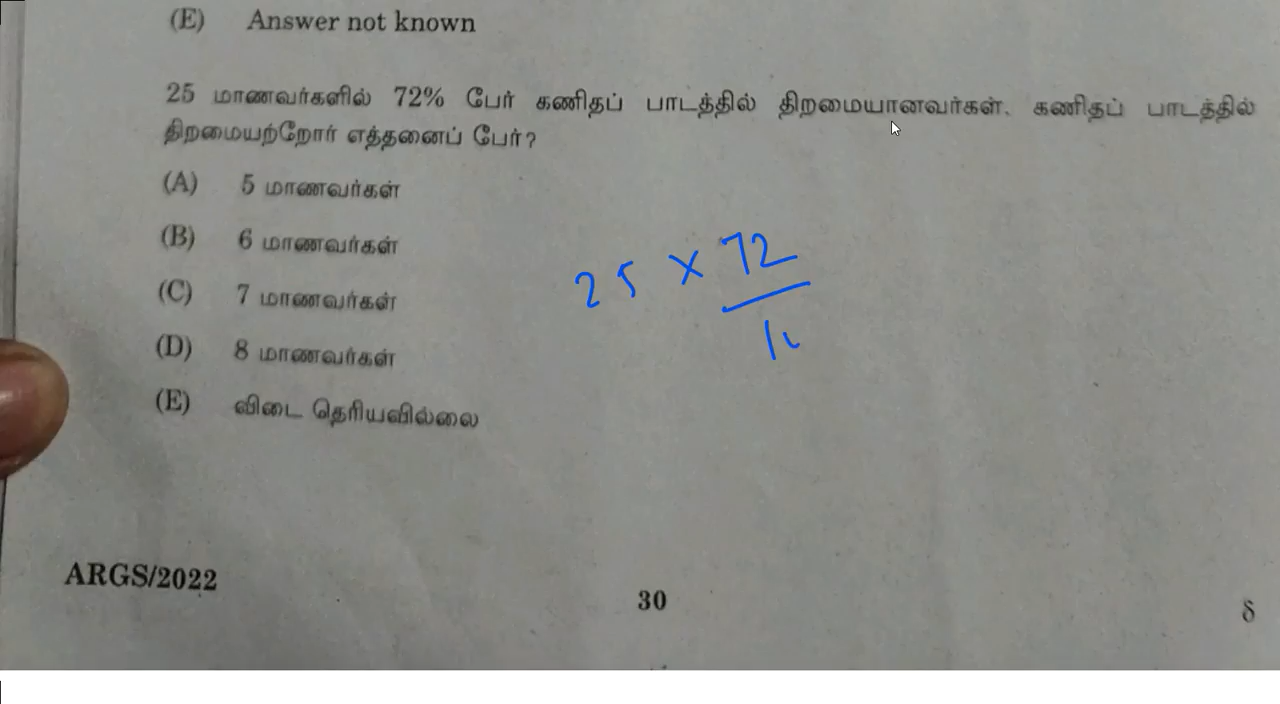 (E) Answer not known
25 மாணவர்களில் 72% பேர் கணிதப் பாடத்தில் திறமையானவர்கள். கணிதப் பாடத்தில்
திறமையற்றோர் எத்தனைப் பேர்?
(A) 5 மாணவர்கள்
(B) 6 மாணவர்கள்
(C) 7 மாணவர்கள்
(D) 8 மாணவர்கள்
(E) விடை தெரியவில்லை
25 × 72
ARGS/2022
30
δ